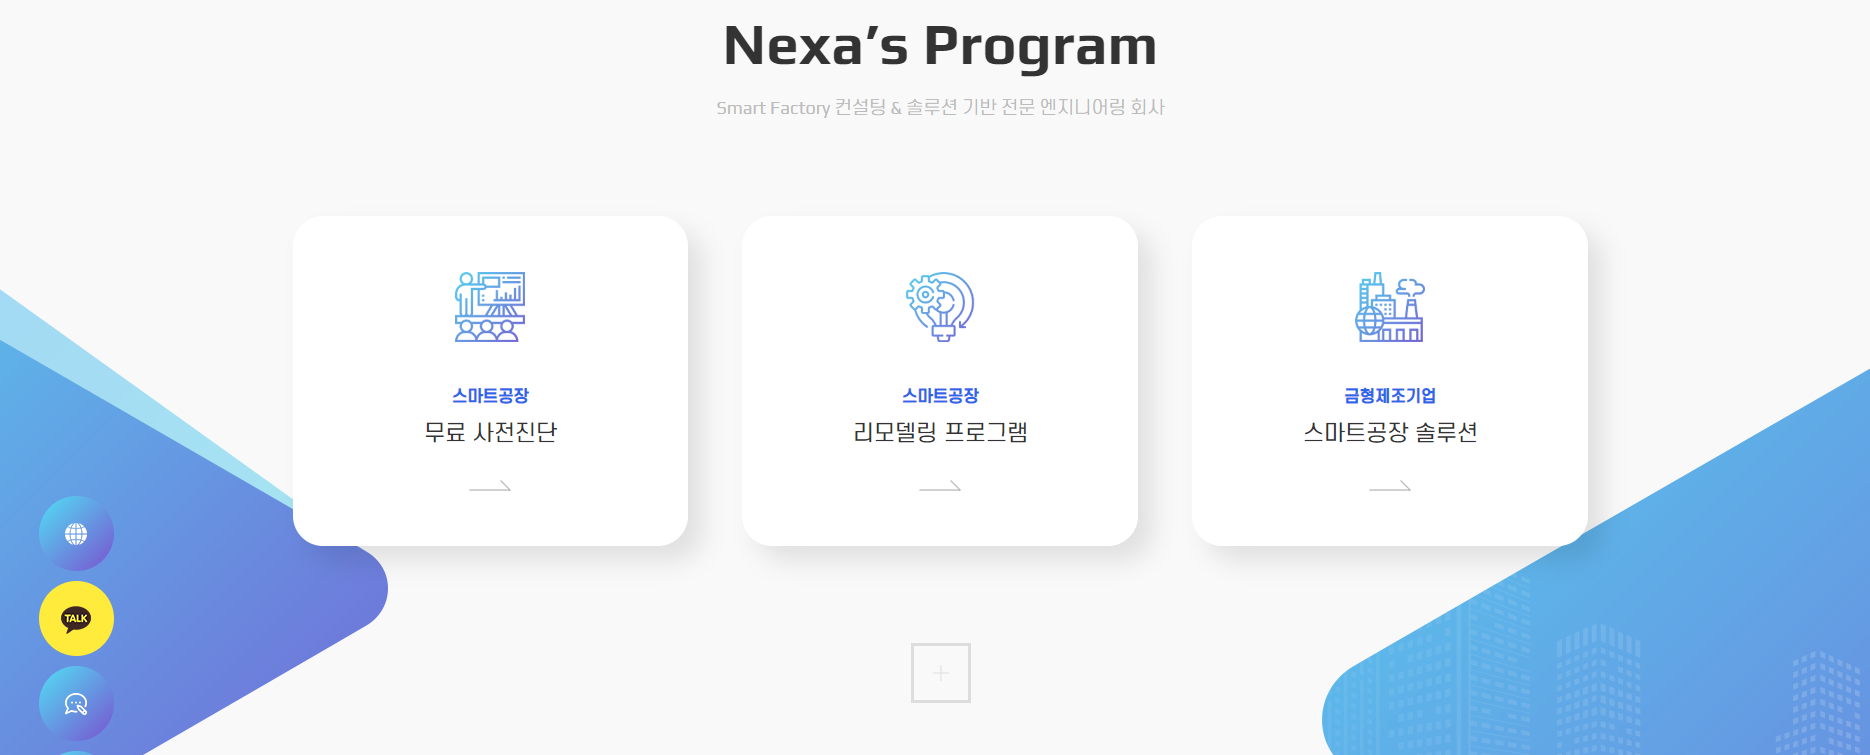 Nexa’s Program
Smart Factory 컨설팅 & 솔루션 기반 전문 엔지니어링 회사
스마트공장
무료 사전진단
스마트공장
리모델링 프로그램
금형제조기업
스마트공장 솔루션
TALK